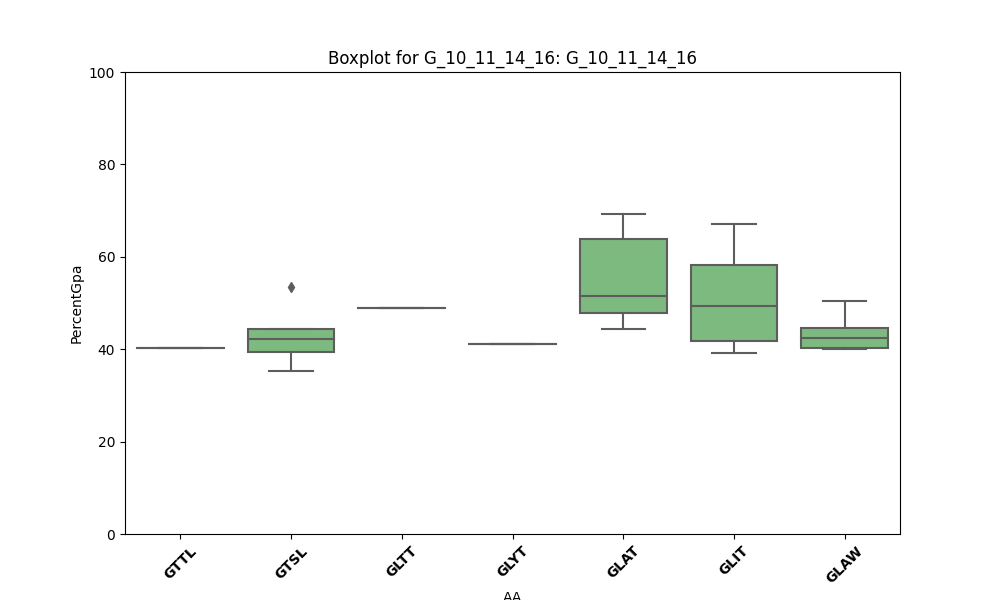 Boxplot for G_10_11_14_16: G_10_11_14_16
100
80
60
40
20
0
PercentGpa
GTTL
GTSL
GLTT
GLYT
GLAT
GLIT
GLAW
AA